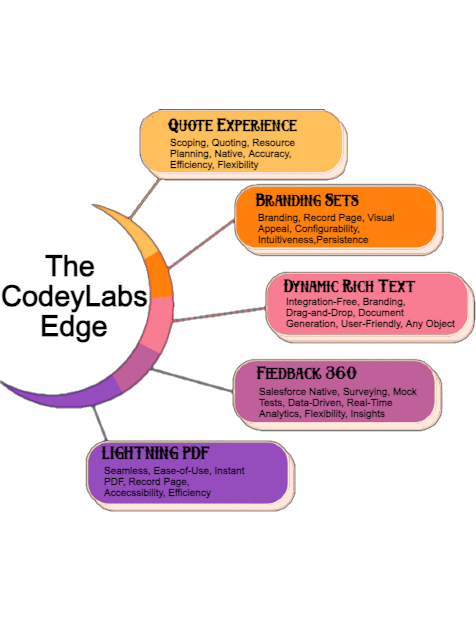 Quote Experience
Scoping, Quoting, Resource
Planning, Native, Accuracy,
Efficiency, Flexibility
Branding Sets
Branding, Record Page, Visual
Appeal, Configurability,
Intuitiveness,Persistence
The
CodeyLabs
Edge
Dynamic Rich Text
Integration-Free, Branding,
Drag-and-Drop, Document
Generation, User-Friendly, Any Object
Feedback 360
Salesforce Native, Surveying, Mock
Tests, Data-Driven, Real-Time
Analytics, Flexibility, Insights
Lightning PDF
Seamless, Ease-of-Use, Instant
PDF, Record Page,
Accecssibility, Efficiency